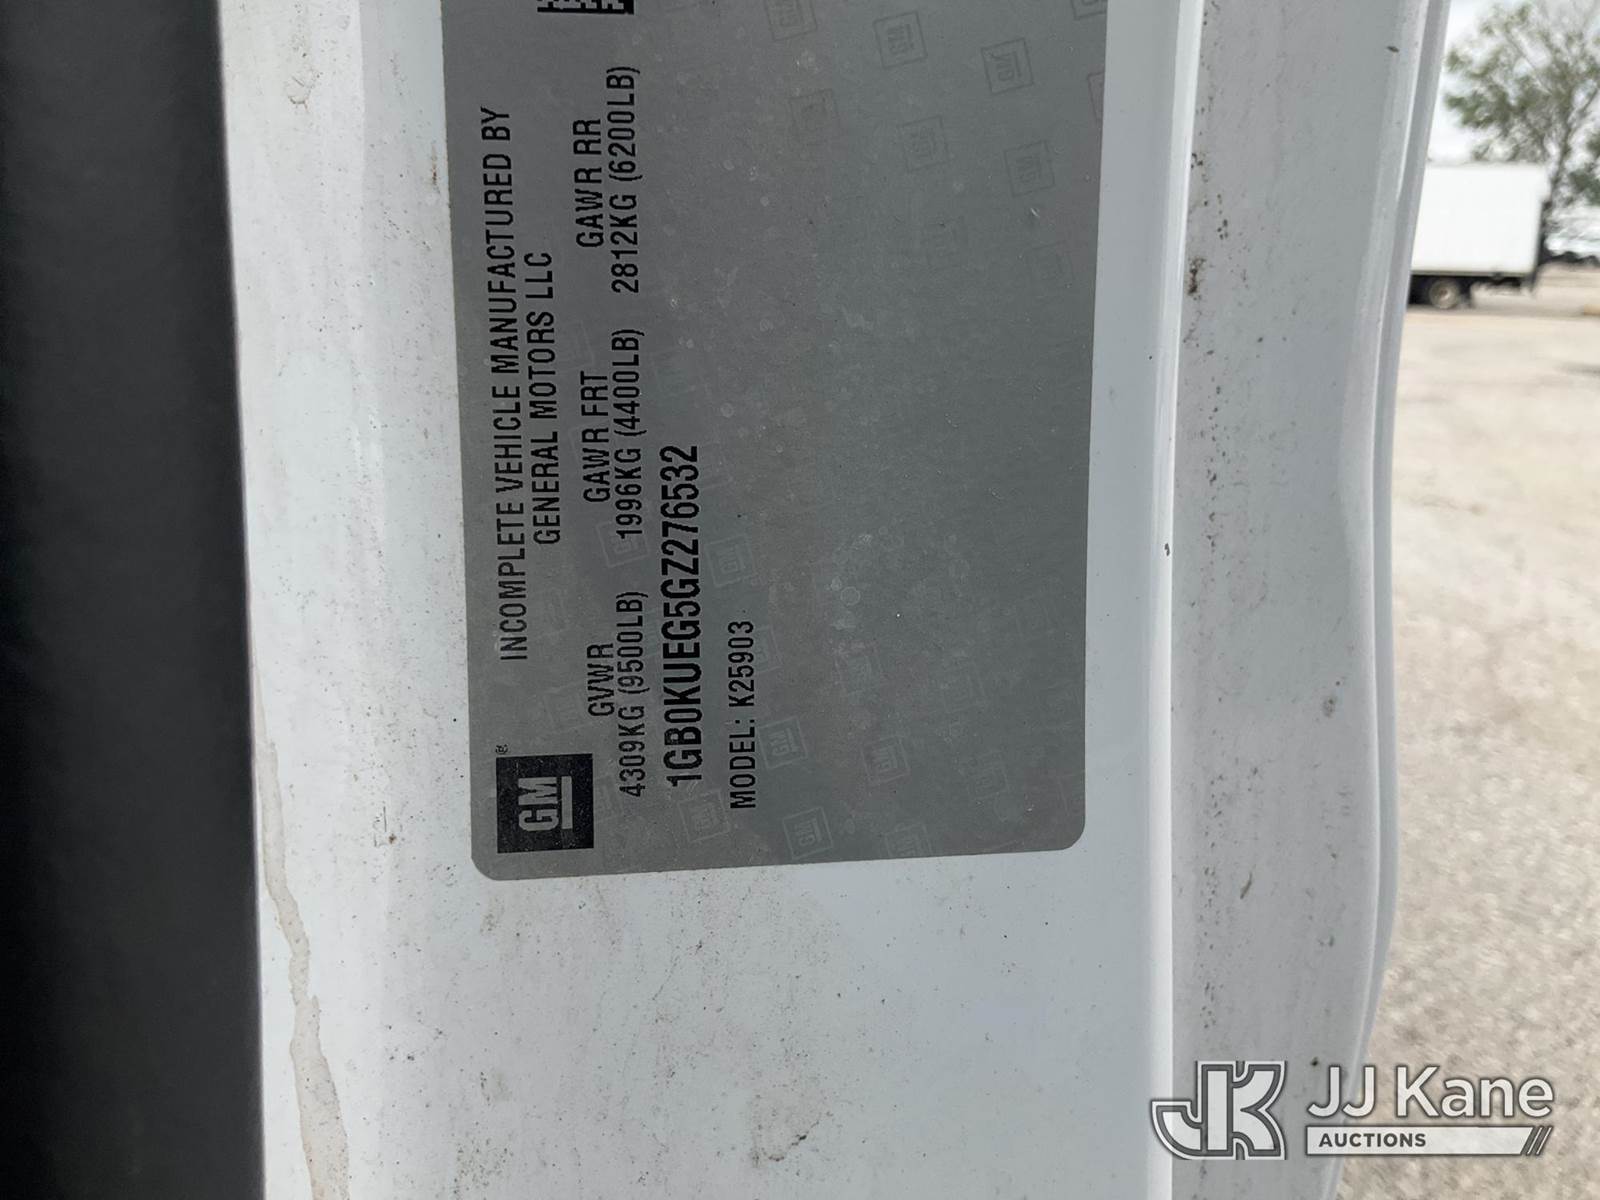 INCOMPLETE VEHICLE MANUFACTURED BY
GENERAL MOTORS LLC
GM®
GVWR GAWR FRT GAWR RR
4309KG (9500LB) 1996KG (4400LB) 2812KG (6200LB)
1GB0KUEG5GZ276532
MODEL: K25903
JK JJ Kane
AUCTIONS